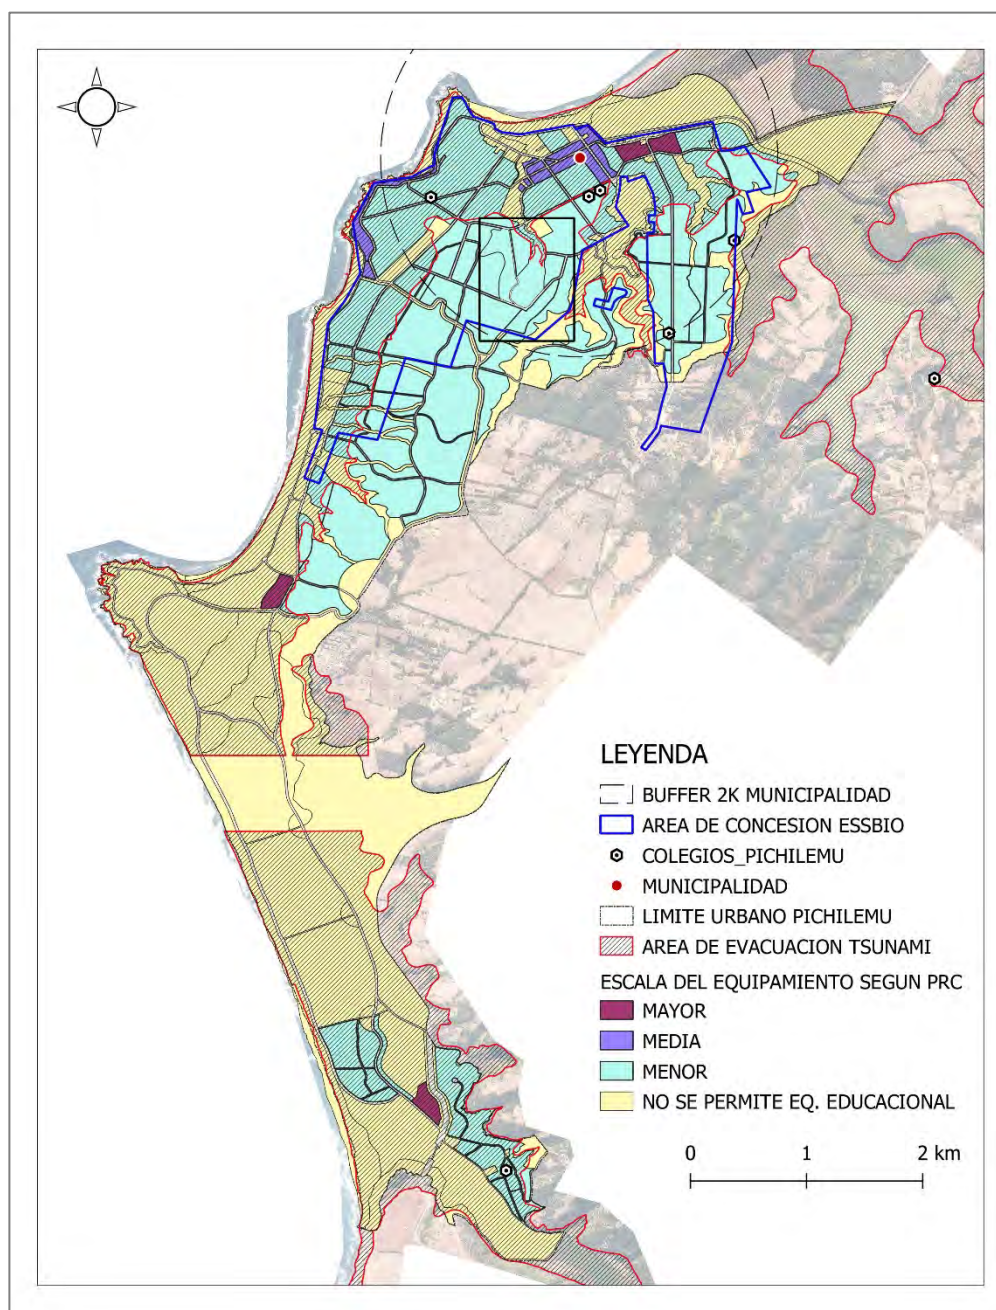 LEYENDA
BUFFER 2K MUNICIPALIDAD
AREA DE CONCESION ESSBIO
COLEGIOS_PICHILEMU
MUNICIPALIDAD
LIMITE URBANO PICHILEMU
AREA DE EVACUACION TSUNAMI
ESCALA DEL EQUIPAMIENTO SEGUN PRC
MAYOR
MEDIA
MENOR
NO SE PERMITE EQ. EDUCACIONAL
0 1 2 km